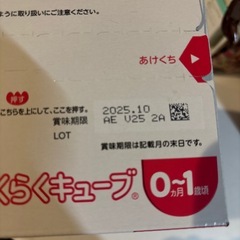 ように取り扱いにご注意ください。
あけくち
押す
こちらを上にして、ここを押す。
賞味期限
LOT
2025.10
AE V25 2A
賞味期限は記載月の末日です。
くらくキューブ®
0ヵ月~1歳頃